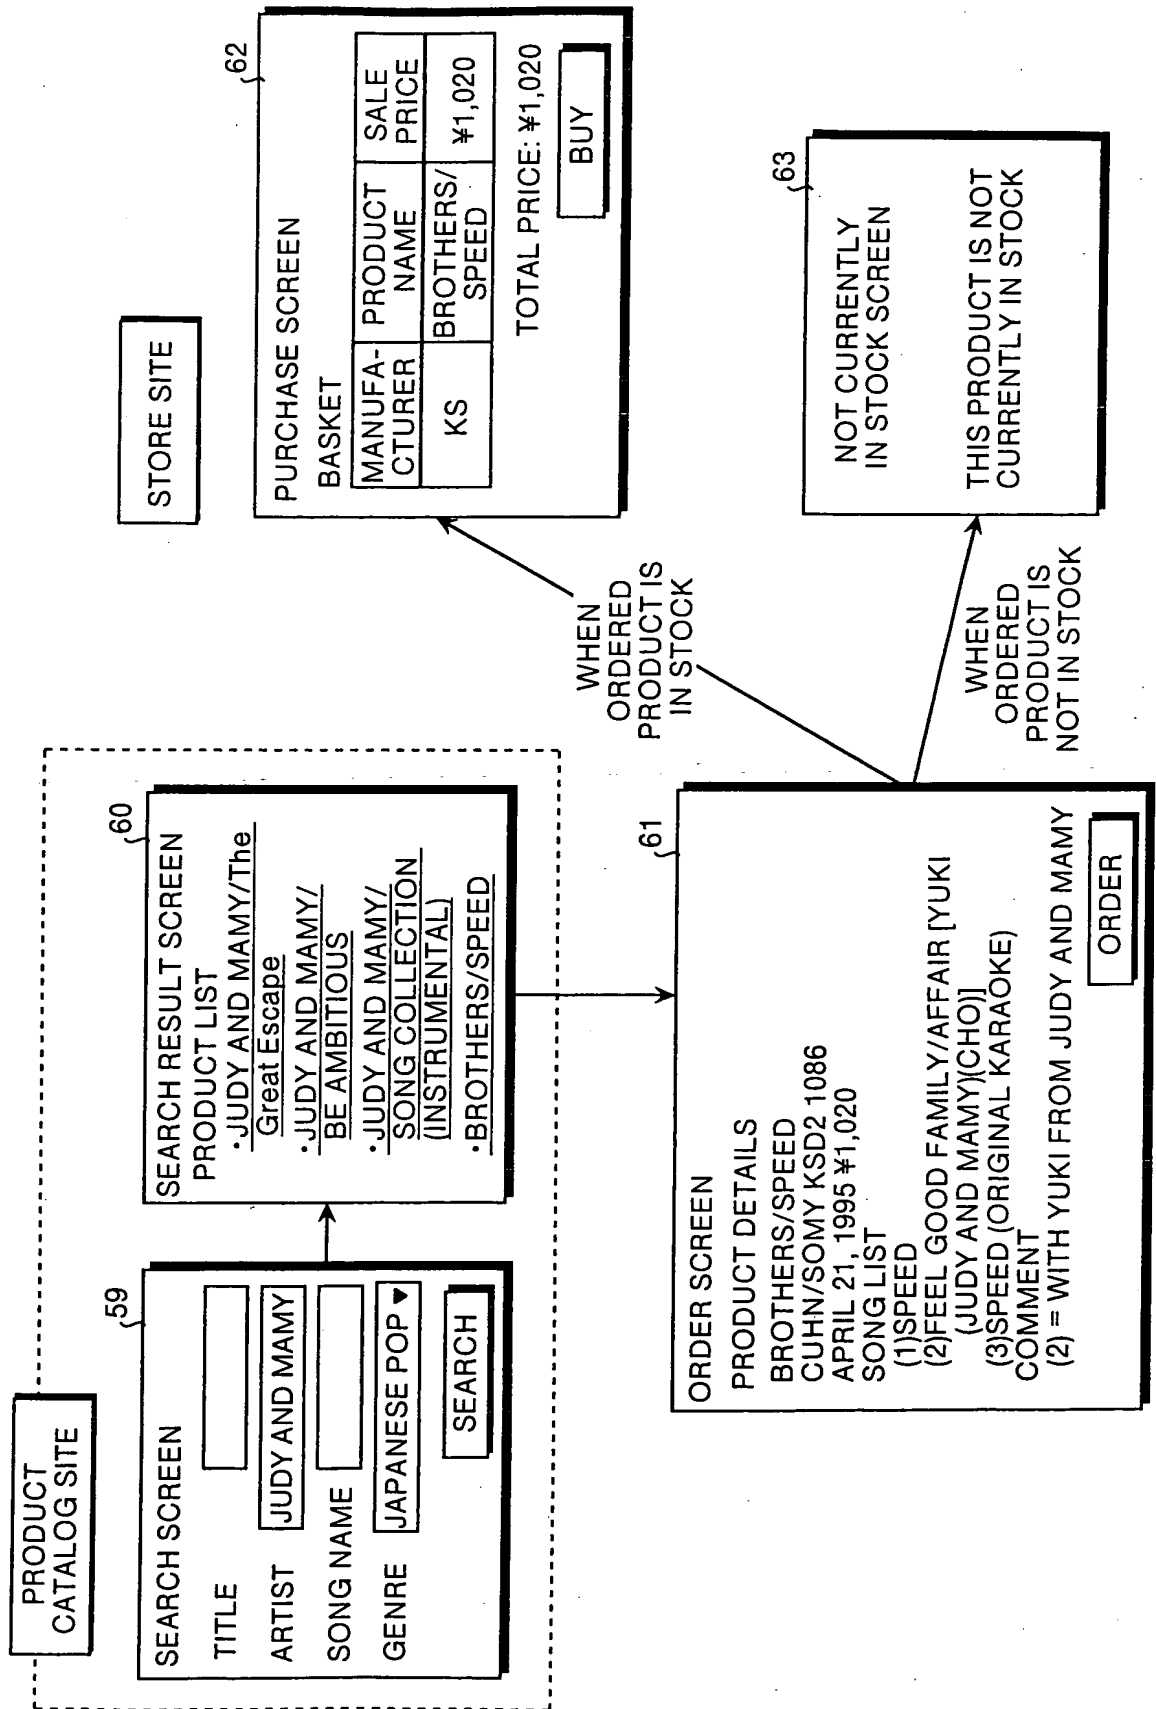 PRODUCT
CATALOG SITE
59
SEARCH SCREEN
TITLE
ARTIST JUDY AND MAMY
SONG NAME
GENRE JAPANESE POP ▼
SEARCH
60
SEARCH RESULT SCREEN
PRODUCT LIST
・JUDY AND MAMY/The
Great Escape
・JUDY AND MAMY/
BE AMBITIOUS
・JUDY AND MAMY/
SONG COLLECTION
(INSTRUMENTAL)
・BROTHERS/SPEED
61
ORDER SCREEN
PRODUCT DETAILS
BROTHERS/SPEED
CUHN/SOMY KSD2 1086
APRIL 21, 1995 ¥1,020
SONG LIST
(1)SPEED
(2)FEEL GOOD FAMILY/AFFAIR [YUKI
(JUDY AND MAMY)(CHO)]
(3)SPEED (ORIGINAL KARAOKE)
COMMENT
(2) = WITH YUKI FROM JUDY AND MAMY
ORDER
WHEN
ORDERED
PRODUCT IS
IN STOCK
WHEN
ORDERED
PRODUCT IS
NOT IN STOCK
STORE SITE
62
PURCHASE SCREEN
BASKET
MANUFA-
CTURER
PRODUCT
NAME
SALE
PRICE
KS
BROTHERS/
SPEED
¥1,020
TOTAL PRICE: ¥1,020
BUY
63
NOT CURRENTLY
IN STOCK SCREEN
THIS PRODUCT IS NOT
CURRENTLY IN STOCK